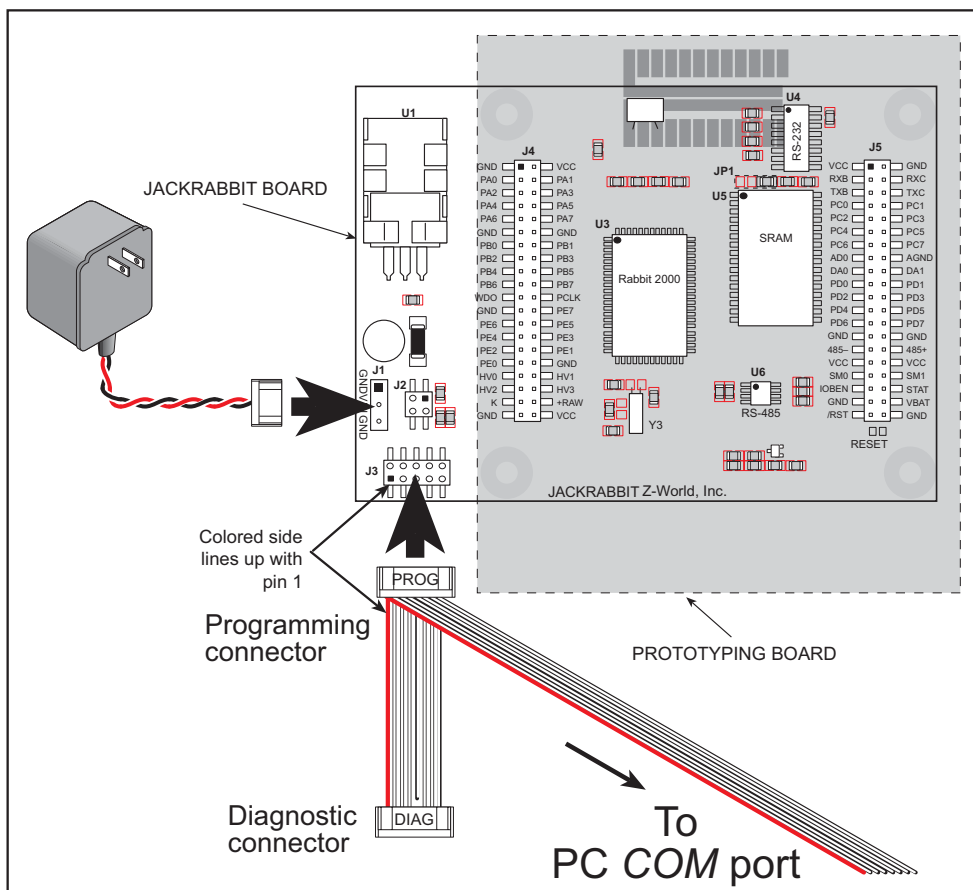 U1
U4
RS-232
J4
J5
JP1
U5
JACKRABBIT BOARD
GND VCC
PA0 PA1
PA2 PA3
PA4 PA5
PA6 PA7
GND GND
PB0 PB1
PB2 PB3
PB4 PB5
PB6 PB7
WDO PCLK
GND PE7
PE6 PE5
PE4 PE3
PE2 PE1
PE0 GND
HV0 HV1
HV2 HV3
K +RAW
GND VCC
U3
Rabbit 2000
SRAM
VCC GND
RXB RXC
TXB TXC
PC0 PC1
PC2 PC3
PC4 PC5
PC6 PC7
AD0 AGND
DA0 DA1
PD0 PD1
PD2 PD3
PD4 PD5
PD6 PD7
GND GND
485– 485+
VCC VCC
SM0 SM1
IOBEN STAT
GND VBAT
/RST GND
J1
J2
GND
GND
U6
RS-485
Y3
RESET
J3
JACKRABBIT Z-World, Inc.
Colored side
lines up with
pin 1
PROG
Programming
connector
PROTOTYPING BOARD
Diagnostic
connector
DIAG
To
PC COM port